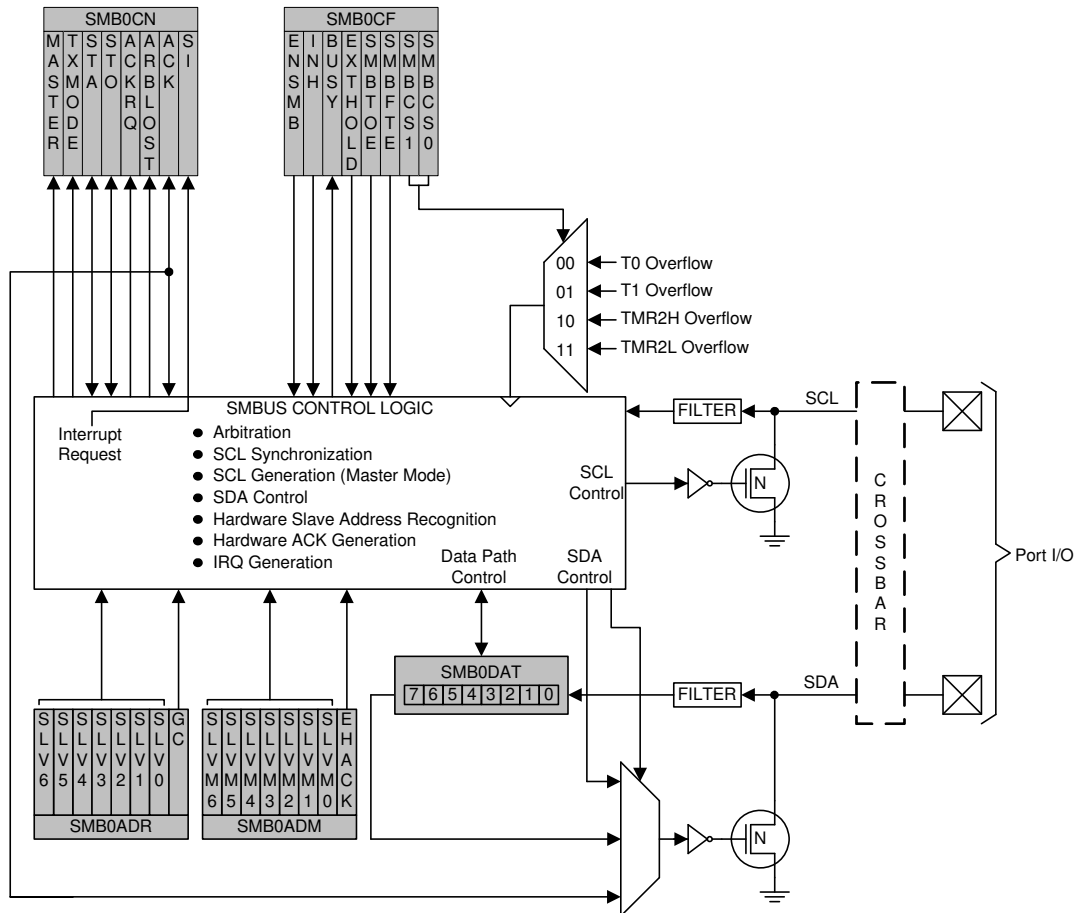 SMB0CN
MASTER
TXMODE
STA
STO
ACKRQ
ARBLOST
ACK
SI
SMB0CF
ENSMB
INH
BUSY
EXTHOLD
SMBTOE
SMBFTE
SMBCS1
SMBCS0
00 T0 Overflow
01 T1 Overflow
10 TMR2H Overflow
11 TMR2L Overflow
SMBUS CONTROL LOGIC
Interrupt
Request
● Arbitration
● SCL Synchronization
● SCL Generation (Master Mode)
● SDA Control
● Hardware Slave Address Recognition
● Hardware ACK Generation
● IRQ Generation
Data Path
Control
SCL
Control
SDA
Control
FILTER
SCL
N
CROSSBAR
Port I/O
SMB0DAT
7 6 5 4 3 2 1 0
FILTER
SDA
N
SLV6
SLV5
SLV4
SLV3
SLV2
SLV1
SLV0
GC
SMB0ADR
SLVM6
SLVM5
SLVM4
SLVM3
SLVM2
SLVM1
SLVM0
EHACK
SMB0ADM